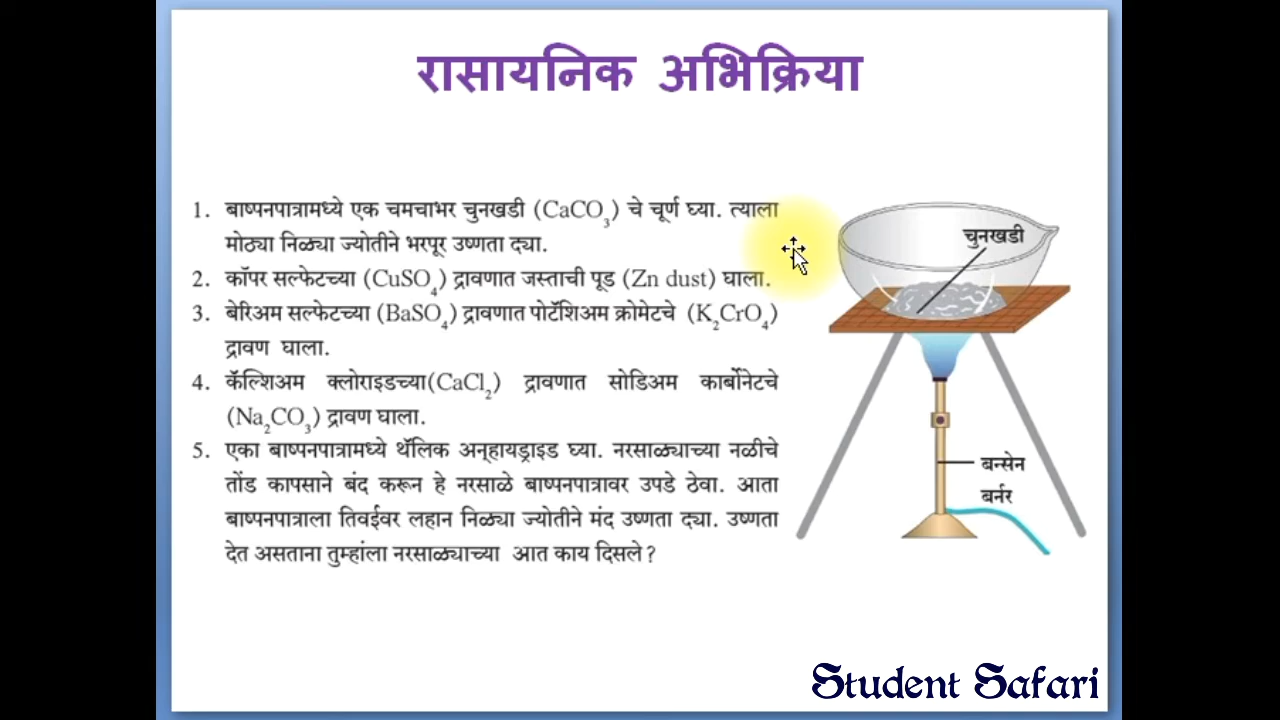 रासायनिक अभिक्रिया
1. बाष्पनपात्रामध्ये एक चमचाभर चुनखडी (CaCO₃) चे चूर्ण घ्या. त्याला
मोठ्या निळ्या ज्योतीने भरपूर उष्णता द्या.
2. कॉपर सल्फेटच्या (CuSO₄) द्रावणात जस्ताची पूड (Zn dust) घाला.
3. बेरिअम सल्फेटच्या (BaSO₄) द्रावणात पोटॅशिअम क्रोमेटचे (K₂CrO₄)
द्रावण घाला.
4. कॅल्शिअम क्लोराइडच्या(CaCl₂) द्रावणात सोडिअम कार्बोनेटचे
(Na₂CO₃) द्रावण घाला.
5. एका बाष्पनपात्रामध्ये थॅलिक अन्‌हायड्राइड घ्या. नरसाळ्याच्या नळीचे
तोंड कापसाने बंद करून हे नरसाळे बाष्पनपात्रावर उपडे ठेवा. आता
बाष्पनपात्राला तिवईवर लहान निळ्या ज्योतीने मंद उष्णता द्या. उष्णता
देत असताना तुम्हांला नरसाळ्याच्या आत काय दिसले ?
चुनखडी
बन्सेन
बर्नर
Student Safari